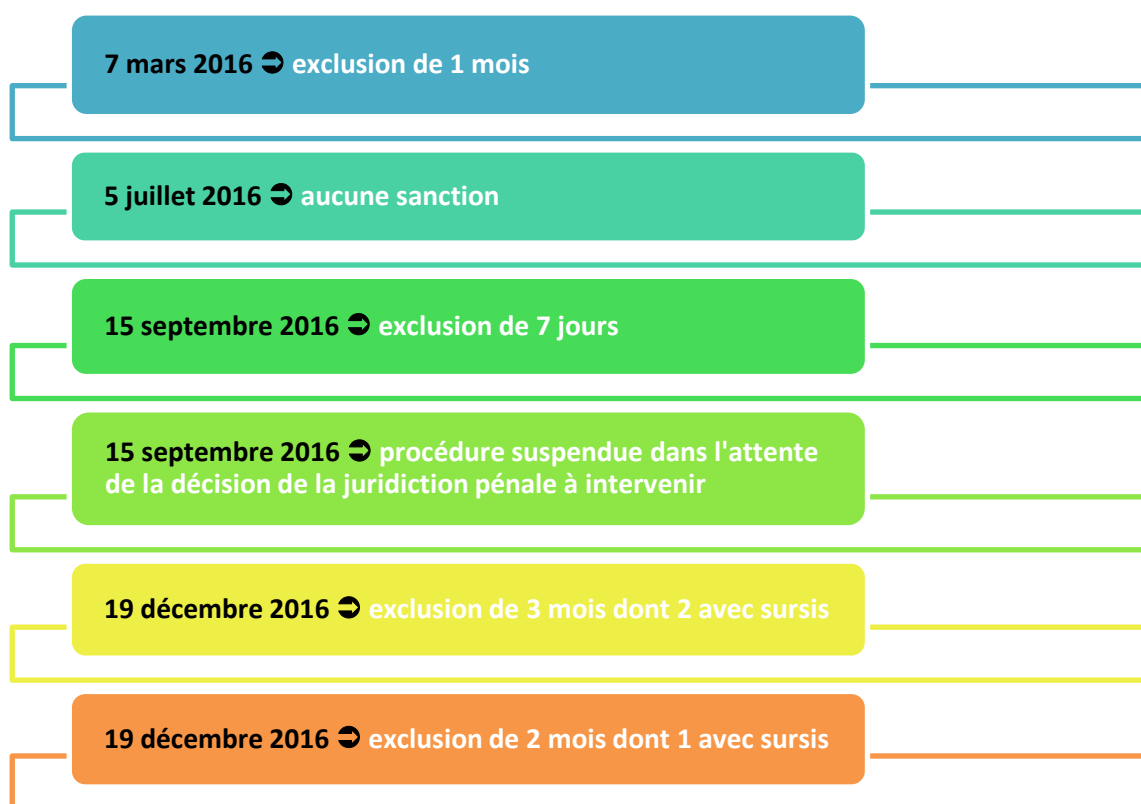 7 mars 2016 ➲ exclusion de 1 mois
5 juillet 2016 ➲ aucune sanction
15 septembre 2016 ➲ exclusion de 7 jours
15 septembre 2016 ➲ procédure suspendue dans l'attente
de la décision de la juridiction pénale à intervenir
19 décembre 2016 ➲ exclusion de 3 mois dont 2 avec sursis
19 décembre 2016 ➲ exclusion de 2 mois dont 1 avec sursis